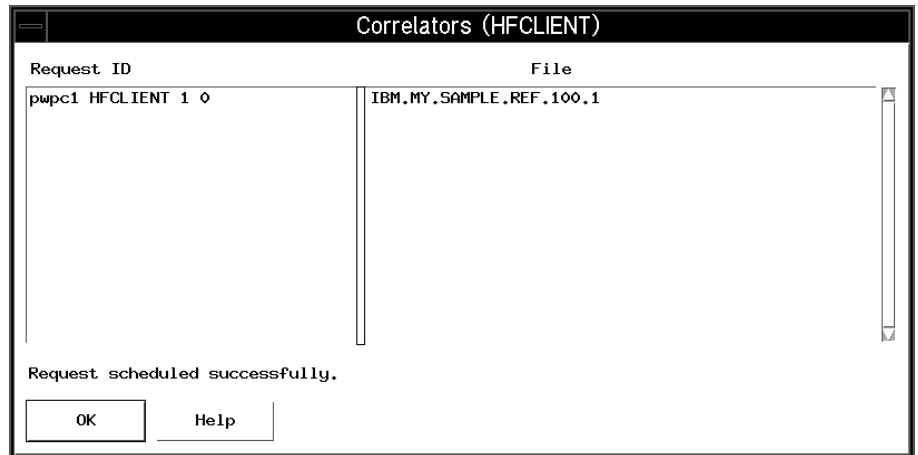 Correlators (HFCLIENT)
Request ID File
pwpc1 HFCLIENT 1 0 IBM.MY.SAMPLE.REF.100.1
Request scheduled successfully.
OK Help